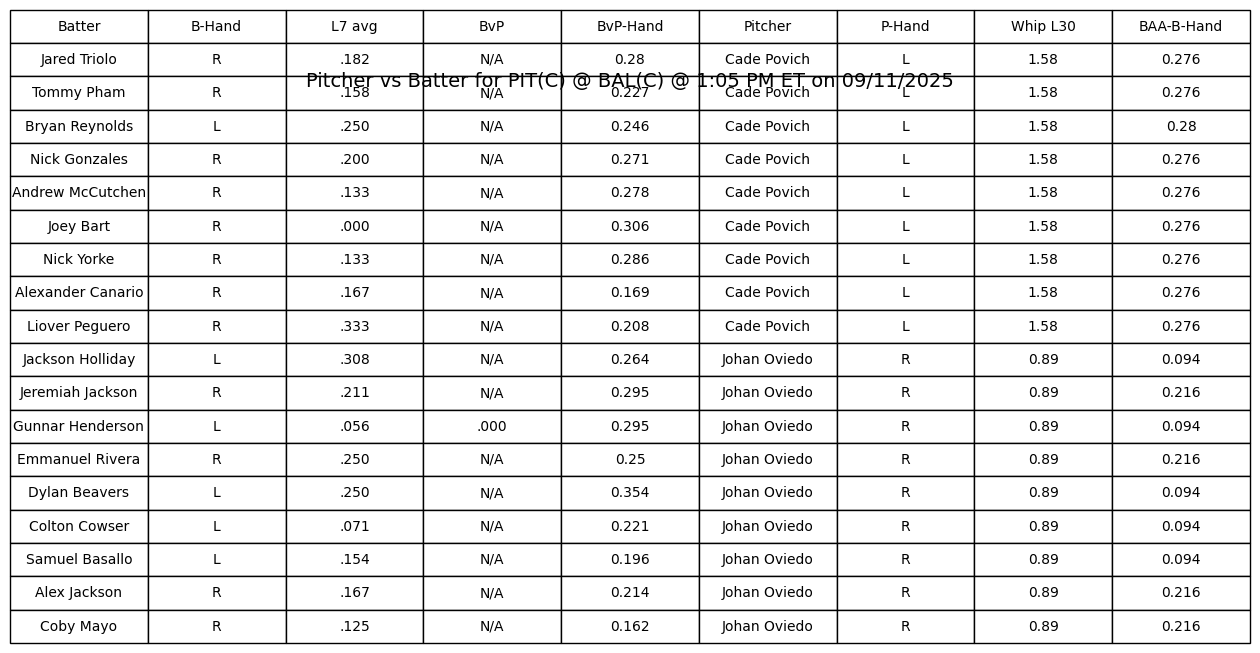 Batter B-Hand L7 avg BvP BvP-Hand Pitcher P-Hand Whip L30 BAA-B-Hand
Jared Triolo R .182 N/A 0.28 Cade Povich L 1.58 0.276
Pitcher vs Batter for PIT(C) @ BAL(C) @ 1:05 PM ET on 09/11/2025
Tommy Pham R .158 N/A 0.227 Cade Povich L 1.58 0.276
Bryan Reynolds L .250 N/A 0.246 Cade Povich L 1.58 0.28
Nick Gonzales R .200 N/A 0.271 Cade Povich L 1.58 0.276
Andrew McCutchen R .133 N/A 0.278 Cade Povich L 1.58 0.276
Joey Bart R .000 N/A 0.306 Cade Povich L 1.58 0.276
Nick Yorke R .133 N/A 0.286 Cade Povich L 1.58 0.276
Alexander Canario R .167 N/A 0.169 Cade Povich L 1.58 0.276
Liover Peguero R .333 N/A 0.208 Cade Povich L 1.58 0.276
Jackson Holliday L .308 N/A 0.264 Johan Oviedo R 0.89 0.094
Jeremiah Jackson R .211 N/A 0.295 Johan Oviedo R 0.89 0.216
Gunnar Henderson L .056 .000 0.295 Johan Oviedo R 0.89 0.094
Emmanuel Rivera R .250 N/A 0.25 Johan Oviedo R 0.89 0.216
Dylan Beavers L .250 N/A 0.354 Johan Oviedo R 0.89 0.094
Colton Cowser L .071 N/A 0.221 Johan Oviedo R 0.89 0.094
Samuel Basallo L .154 N/A 0.196 Johan Oviedo R 0.89 0.094
Alex Jackson R .167 N/A 0.214 Johan Oviedo R 0.89 0.216
Coby Mayo R .125 N/A 0.162 Johan Oviedo R 0.89 0.216